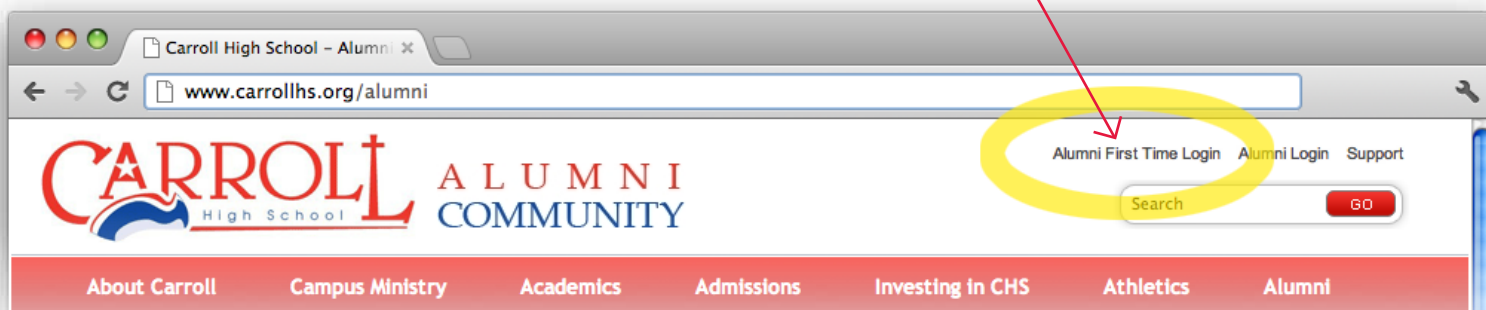 Carroll High School – Alumni
www.carrollhs.org/alumni
CARROLL
High School
ALUMNI
COMMUNITY
Alumni First Time Login Alumni Login Support
Search GO
About Carroll Campus Ministry Academics Admissions Investing in CHS Athletics Alumni